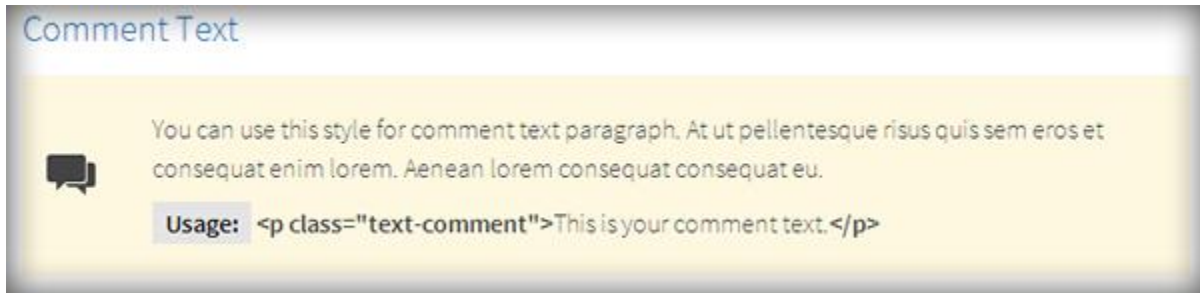 Comment Text
You can use this style for comment text paragraph. At ut pellentesque risus quis sem eros et
consequat enim lorem. Aenean lorem consequat consequat eu.
Usage: <p class="text-comment">This is your comment text.</p>